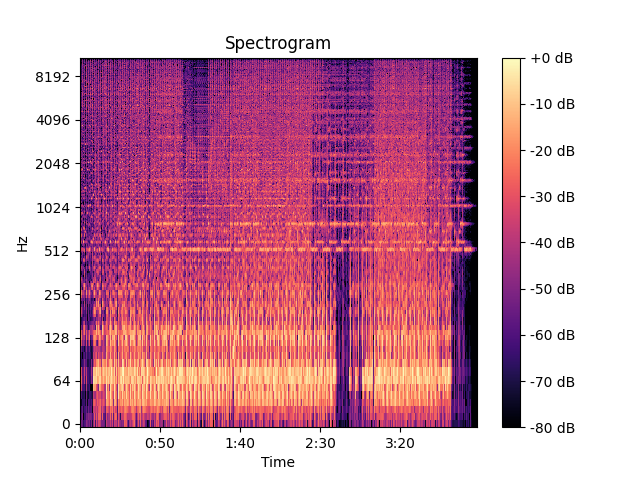 Spectrogram
8192
4096
2048
1024
512
256
128
64
0
Hz
0:00
0:50
1:40
2:30
3:20
Time
+0 dB
-10 dB
-20 dB
-30 dB
-40 dB
-50 dB
-60 dB
-70 dB
-80 dB